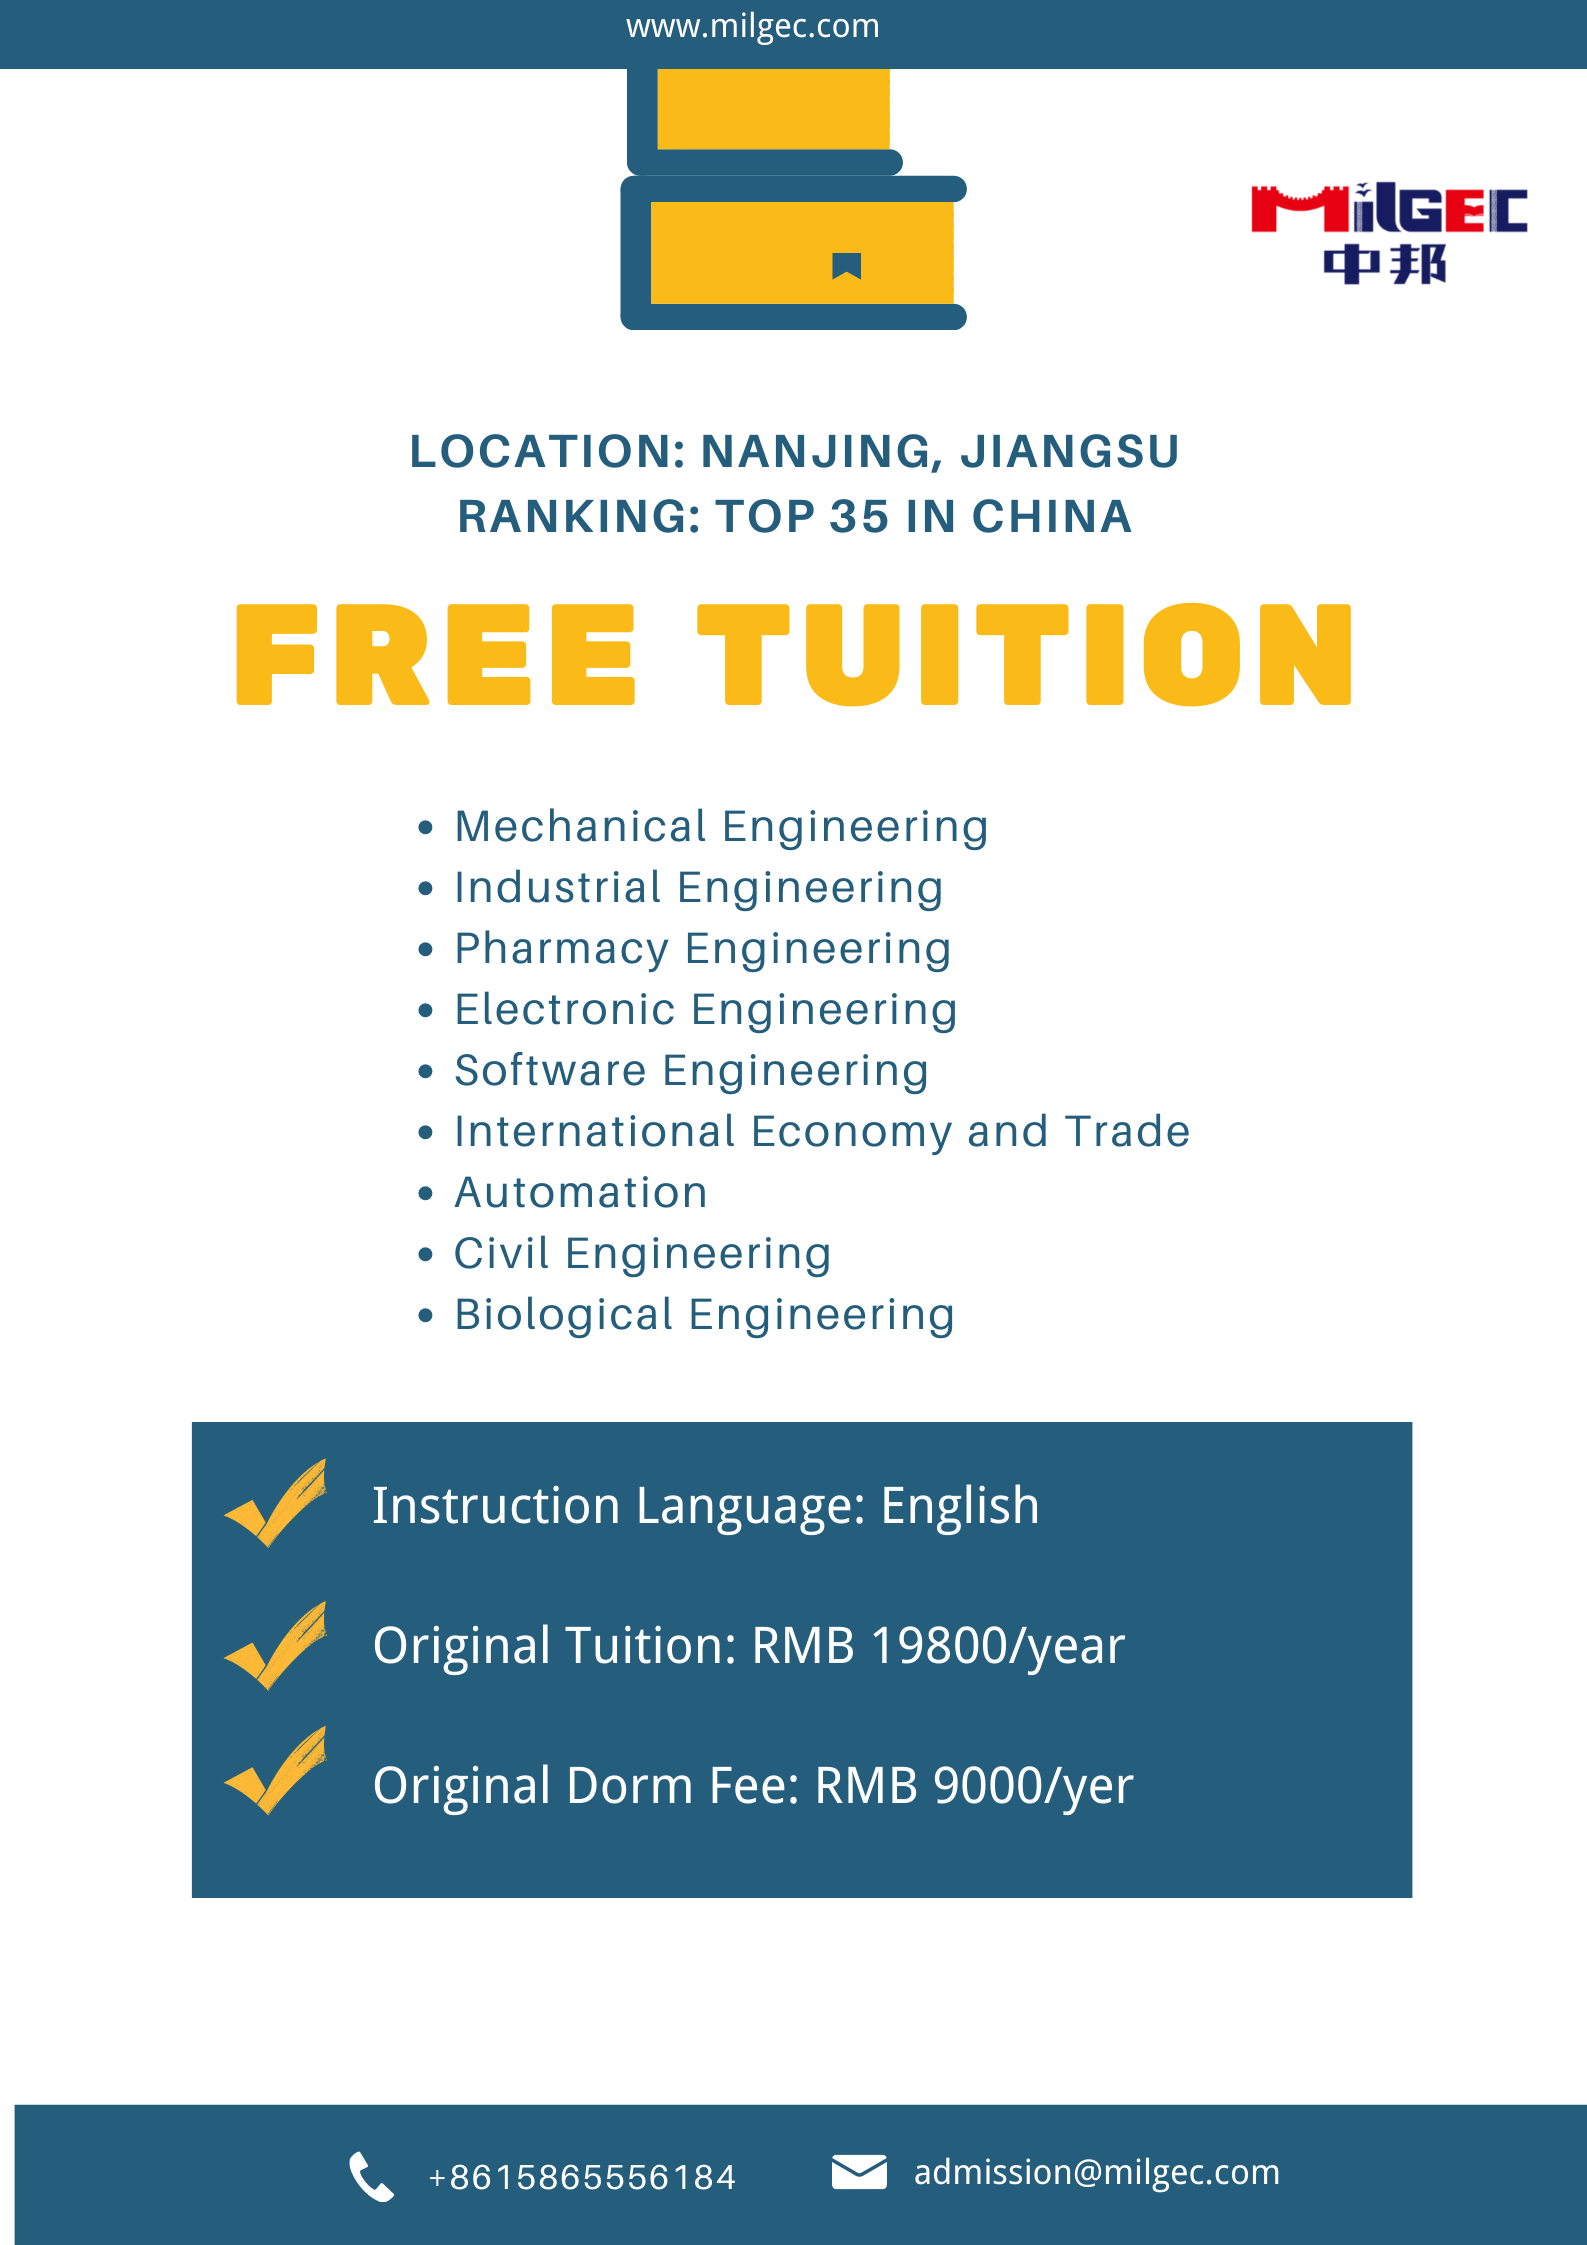 www.milgec.com
MilGEC
中邦
LOCATION: NANJING, JIANGSU
RANKING: TOP 35 IN CHINA
FREE TUITION
• Mechanical Engineering
• Industrial Engineering
• Pharmacy Engineering
• Electronic Engineering
• Software Engineering
• International Economy and Trade
• Automation
• Civil Engineering
• Biological Engineering
Instruction Language: English
Original Tuition: RMB 19800/year
Original Dorm Fee: RMB 9000/yer
+8615865556184
admission@milgec.com